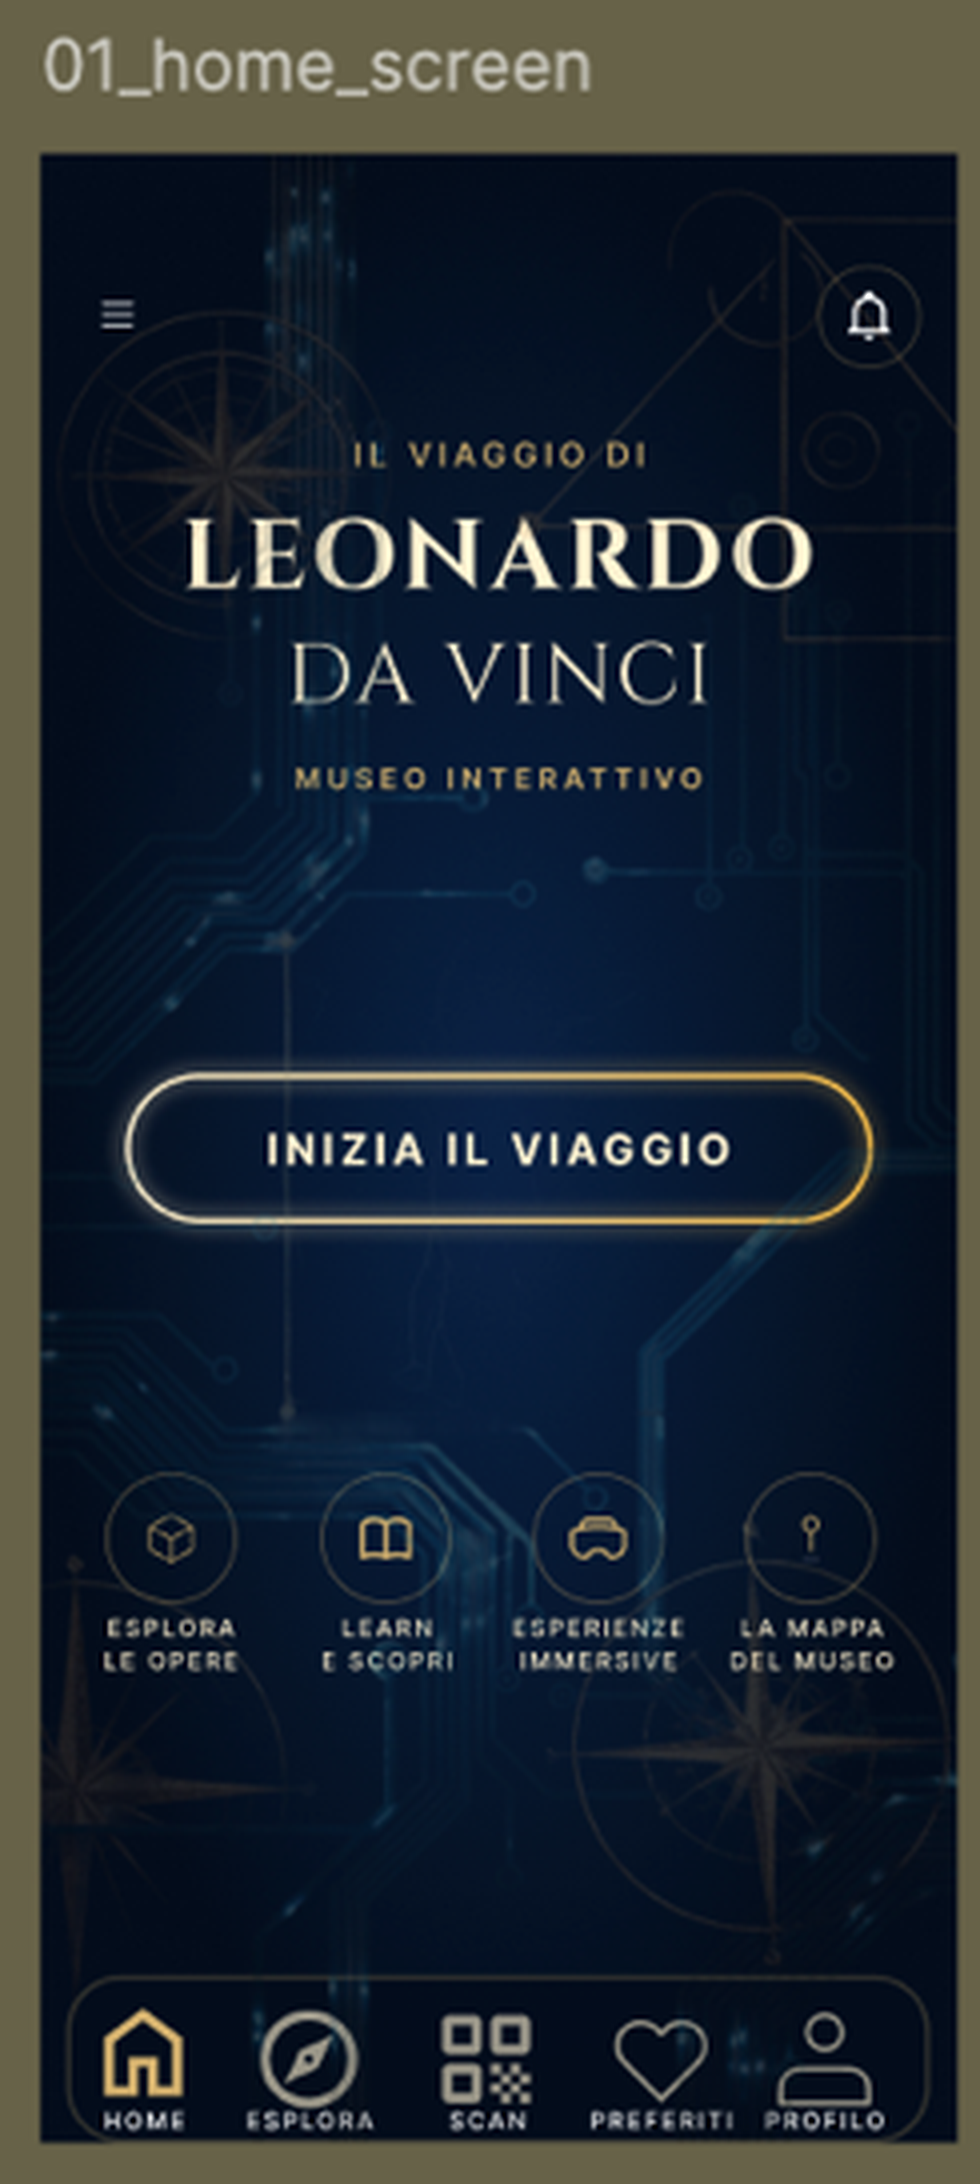 01_home_screen
IL VIAGGIO DI
LEONARDO
DA VINCI
MUSEO INTERATTIVO
INIZIA IL VIAGGIO
ESPLORA
LE OPERE
LEARN
E SCOPRI
ESPERIENZE
IMMERSIVE
LA MAPPA
DEL MUSEO
HOME
ESPLORA
SCAN
PREFERITI
PROFILO